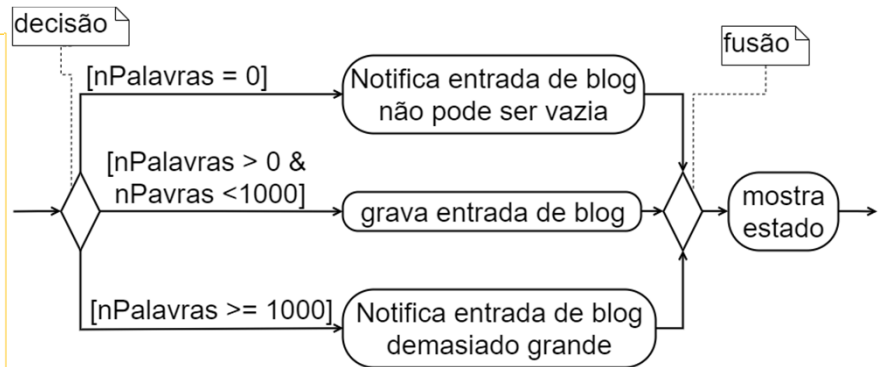 decisão
fusão
[nPalavras = 0]
Notifica entrada de blog
não pode ser vazia
[nPalavras > 0 &
nPavras <1000]
grava entrada de blog
mostra
estado
[nPalavras >= 1000]
Notifica entrada de blog
demasiado grande